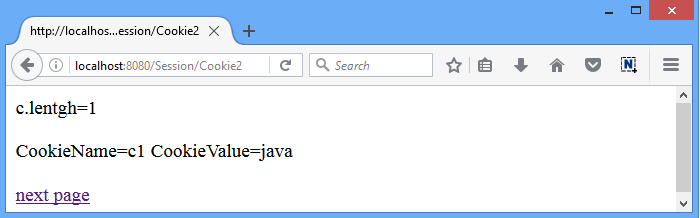 http://localhos...ession/Cookie2
localhost:8080/Session/Cookie2
Search
N
c.lentgh=1
CookieName=c1 CookieValue=java
next page